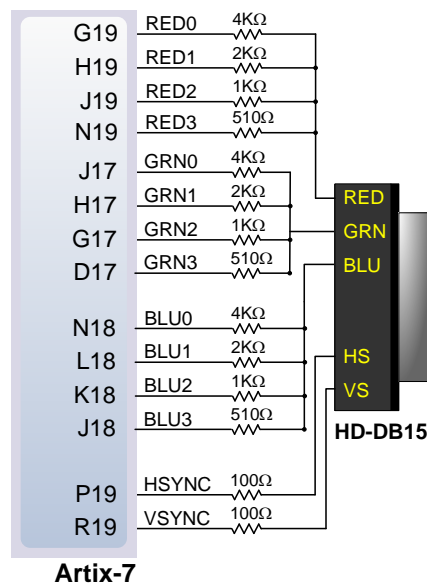 G19 RED0 4KΩ
H19 RED1 2KΩ
J19 RED2 1KΩ
N19 RED3 510Ω
J17 GRN0 4KΩ
H17 GRN1 2KΩ
G17 GRN2 1KΩ
D17 GRN3 510Ω
N18 BLU0 4KΩ
L18 BLU1 2KΩ
K18 BLU2 1KΩ
J18 BLU3 510Ω
P19 HSYNC 100Ω
R19 VSYNC 100Ω
Artix-7
RED
GRN
BLU
HS
VS
HD-DB15